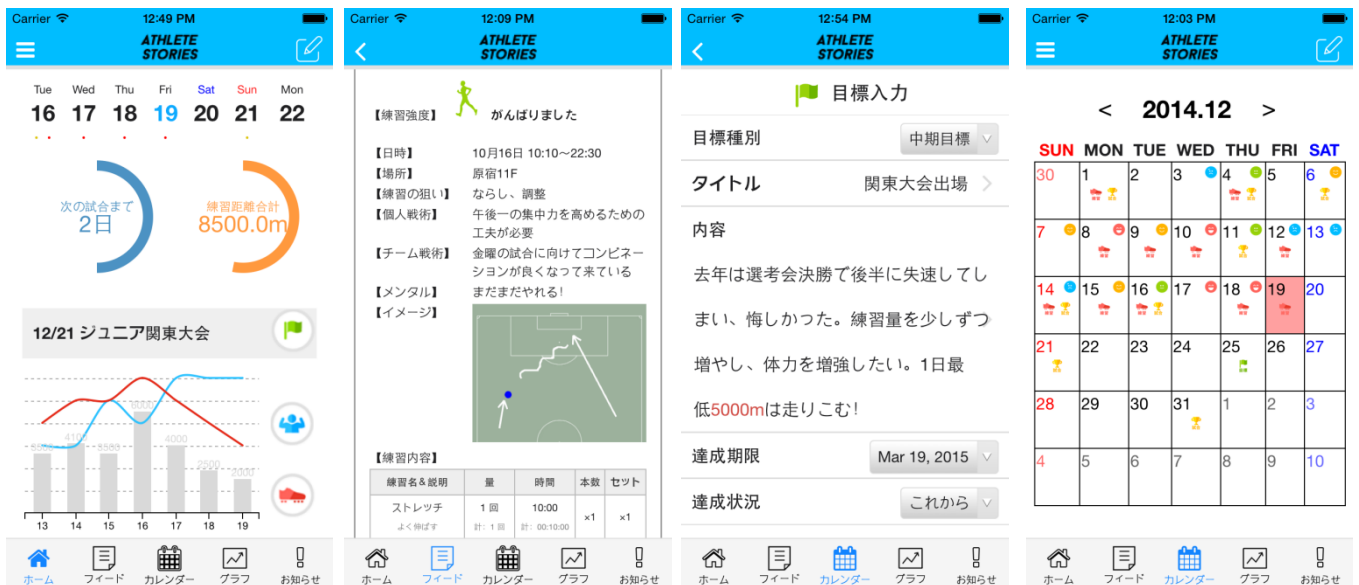 Carrier 12:49 PM
ATHLETE
STORIES
Tue Wed Thu Fri Sat Sun Mon
16 17 18 19 20 21 22
次の試合まで
2日
練習距離合計
8500.0m
12/21 ジュニア関東大会
3500 4100 3500 6000 4000 2500 2000
13 14 15 16 17 18 19
ホーム フィード カレンダー グラフ お知らせ
Carrier 12:09 PM
ATHLETE
STORIES
【練習強度】 がんばりました
【日時】 10月16日 10:10～22:30
【場所】 原宿11F
【練習の狙い】 ならし、調整
【個人戦術】 午後一の集中力を高めるための
工夫が必要
【チーム戦術】 金曜の試合に向けてコンビネー
ションが良くなって来ている
【メンタル】 まだまだやれる!
【イメージ】
【練習内容】
練習名&説明 量 時間 本数 セット
ストレッチ 1 回 10:00 ×1 ×1
よく伸ばす 計: 1 回 計: 00:10:00
ホーム フィード カレンダー グラフ お知らせ
Carrier 12:54 PM
ATHLETE
STORIES
目標入力
目標種別 中期目標
タイトル 関東大会出場
内容
去年は選考会決勝で後半に失速してし
まい、悔しかった。練習量を少しずつ
増やし、体力を増強したい。1日最
低5000mは走りこむ!
達成期限 Mar 19, 2015
達成状況 これから
ホーム フィード カレンダー グラフ お知らせ
Carrier 12:03 PM
ATHLETE
STORIES
< 2014.12 >
SUN MON TUE WED THU FRI SAT
30 1 2 3 4 5 6
7 8 9 10 11 12 13
14 15 16 17 18 19 20
21 22 23 24 25 26 27
28 29 30 31 1 2 3
4 5 6 7 8 9 10
ホーム フィード カレンダー グラフ お知らせ